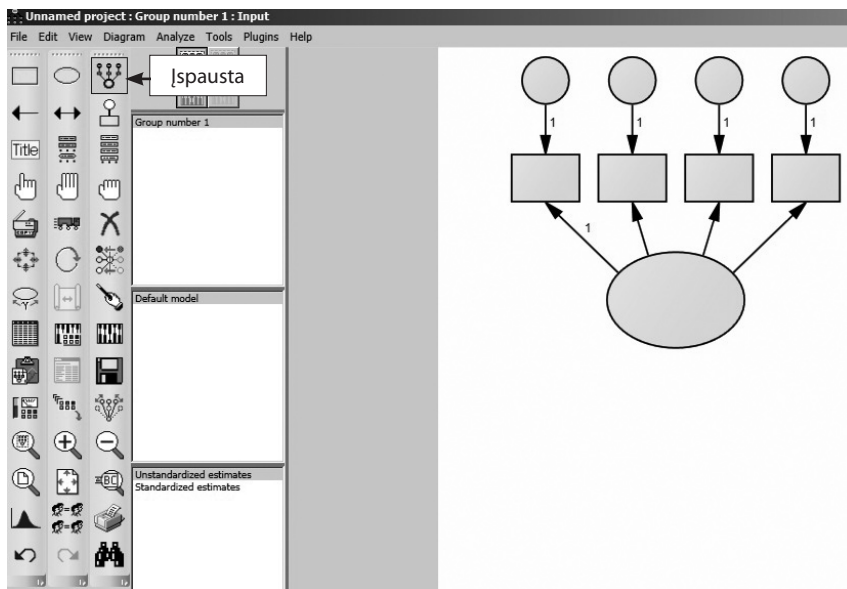 Unnamed project : Group number 1 : Input
File Edit View Diagram Analyze Tools Plugins Help
Įspausta
Title
Group number 1
Default model
Unstandardized estimates
Standardized estimates
1 1 1 1
1